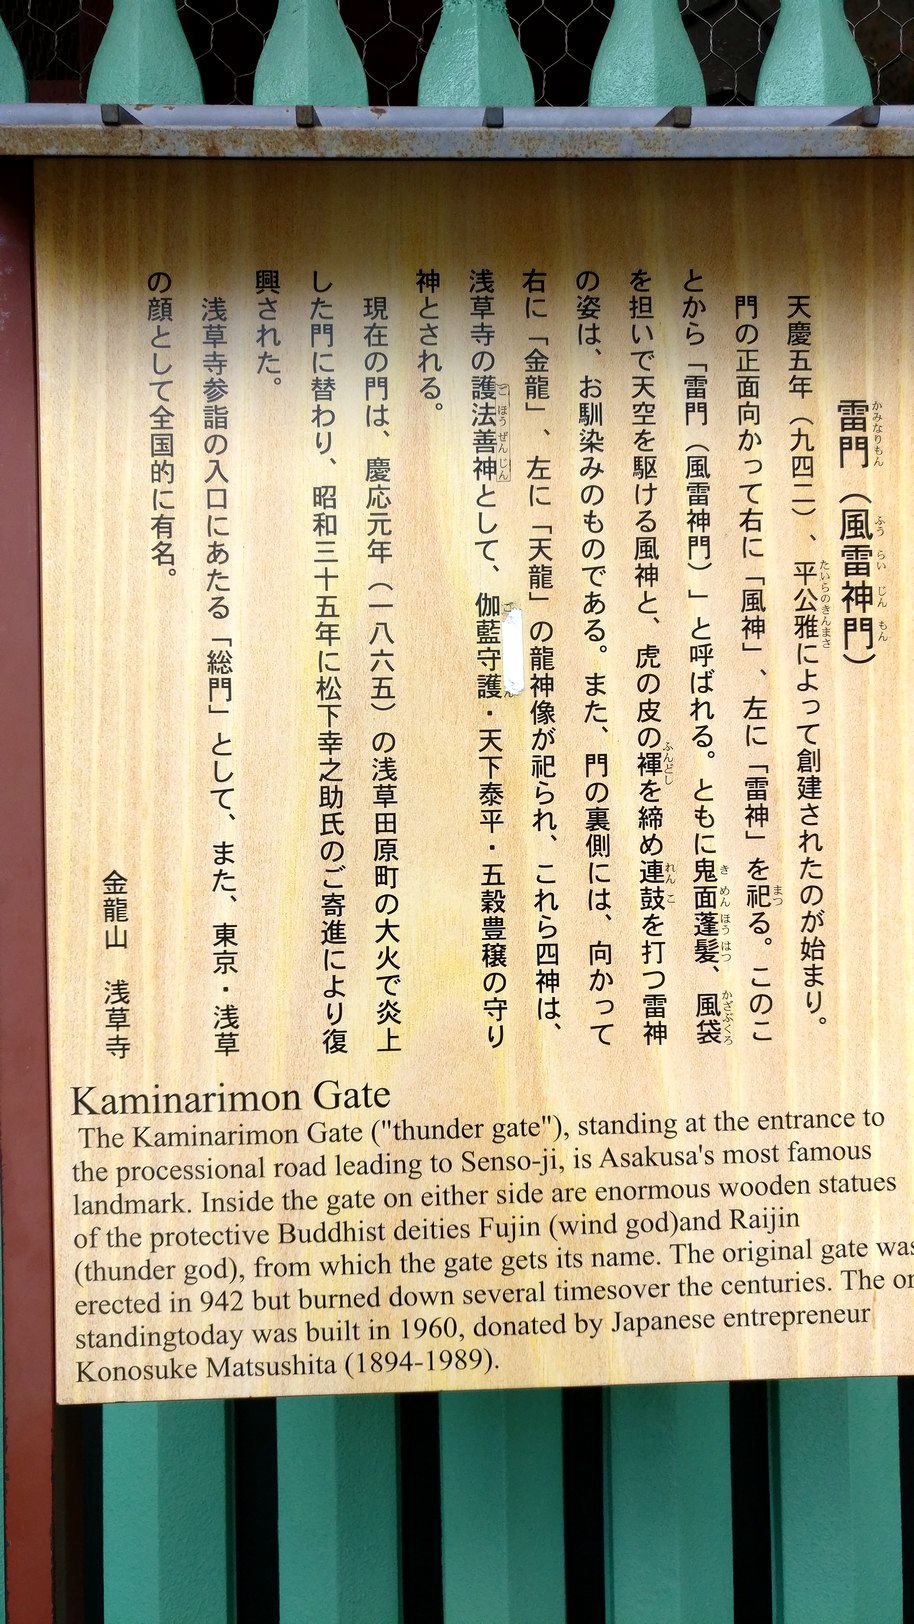 雷門（風雷神門）
天慶五年（九四二）、平公雅によって創建されたのが始まり。
門の正面向かって右に「風神」、左に「雷神」を祀る。このこ
とから「雷門（風雷神門）」と呼ばれる。ともに鬼面蓬髪、風袋
を担いで天空を駆ける風神と、虎の皮の褌を締め連鼓を打つ雷神
の姿は、お馴染みのものである。また、門の裏側には、向かって
右に「金龍」、左に「天龍」の龍神像が祀られ、これら四神は、
浅草寺の護法善神として、伽藍守護・天下泰平・五穀豊穣の守り
神とされる。
現在の門は、慶応元年（一八六五）の浅草田原町の大火で炎上
した門に替わり、昭和三十五年に松下幸之助氏のご寄進により復
興された。
浅草寺参詣の入口にあたる「総門」として、また、東京・浅草
の顔として全国的に有名。
金龍山　浅草寺
Kaminarimon Gate
The Kaminarimon Gate ("thunder gate"), standing at the entrance to
the processional road leading to Senso-ji, is Asakusa's most famous
landmark. Inside the gate on either side are enormous wooden statues
of the protective Buddhist deities Fujin (wind god)and Raijin
(thunder god), from which the gate gets its name. The original gate was
erected in 942 but burned down several timesover the centuries. The
standingtoday was built in 1960, donated by Japanese entrepreneur
Konosuke Matsushita (1894-1989).